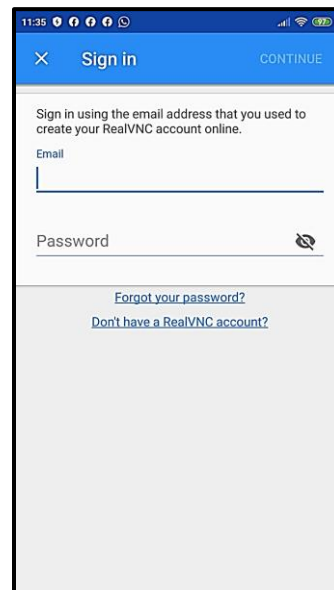 11:35
97
Sign in
CONTINUE
Sign in using the email address that you used to
create your RealVNC account online.
Email
Password
Forgot your password?
Don't have a RealVNC account?